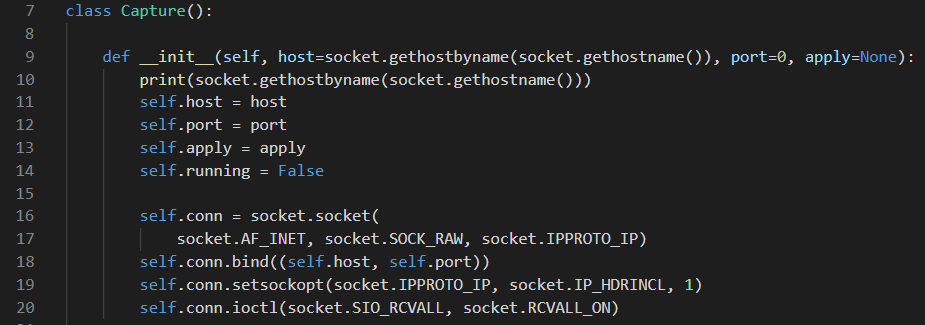 7 class Capture():
8
9 def __init__(self, host=socket.gethostbyname(socket.gethostname()), port=0, apply=None):
10 print(socket.gethostbyname(socket.gethostname()))
11 self.host = host
12 self.port = port
13 self.apply = apply
14 self.running = False
15
16 self.conn = socket.socket(
17 socket.AF_INET, socket.SOCK_RAW, socket.IPPROTO_IP)
18 self.conn.bind((self.host, self.port))
19 self.conn.setsockopt(socket.IPPROTO_IP, socket.IP_HDRINCL, 1)
20 self.conn.ioctl(socket.SIO_RCVALL, socket.RCVALL_ON)